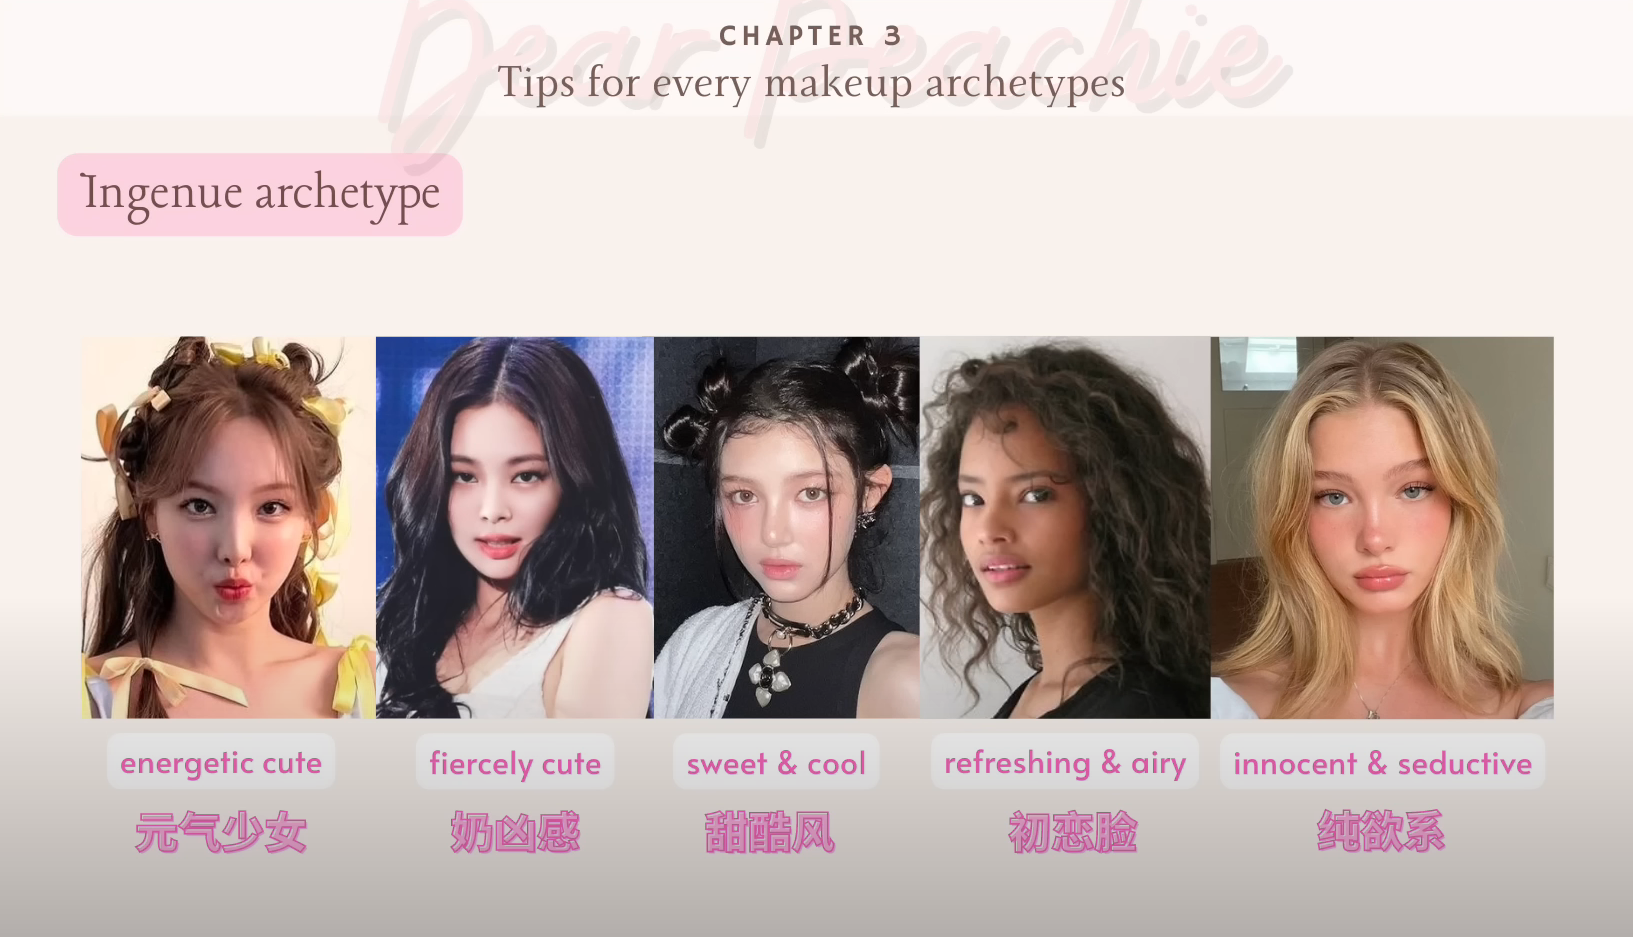 Dear Peachie
CHAPTER 3
Tips for every makeup archetypes
Ingenue archetype
energetic cute
fiercely cute
sweet & cool
refreshing & airy
innocent & seductive
元气少女
奶凶感
甜酷风
初恋脸
纯欲系